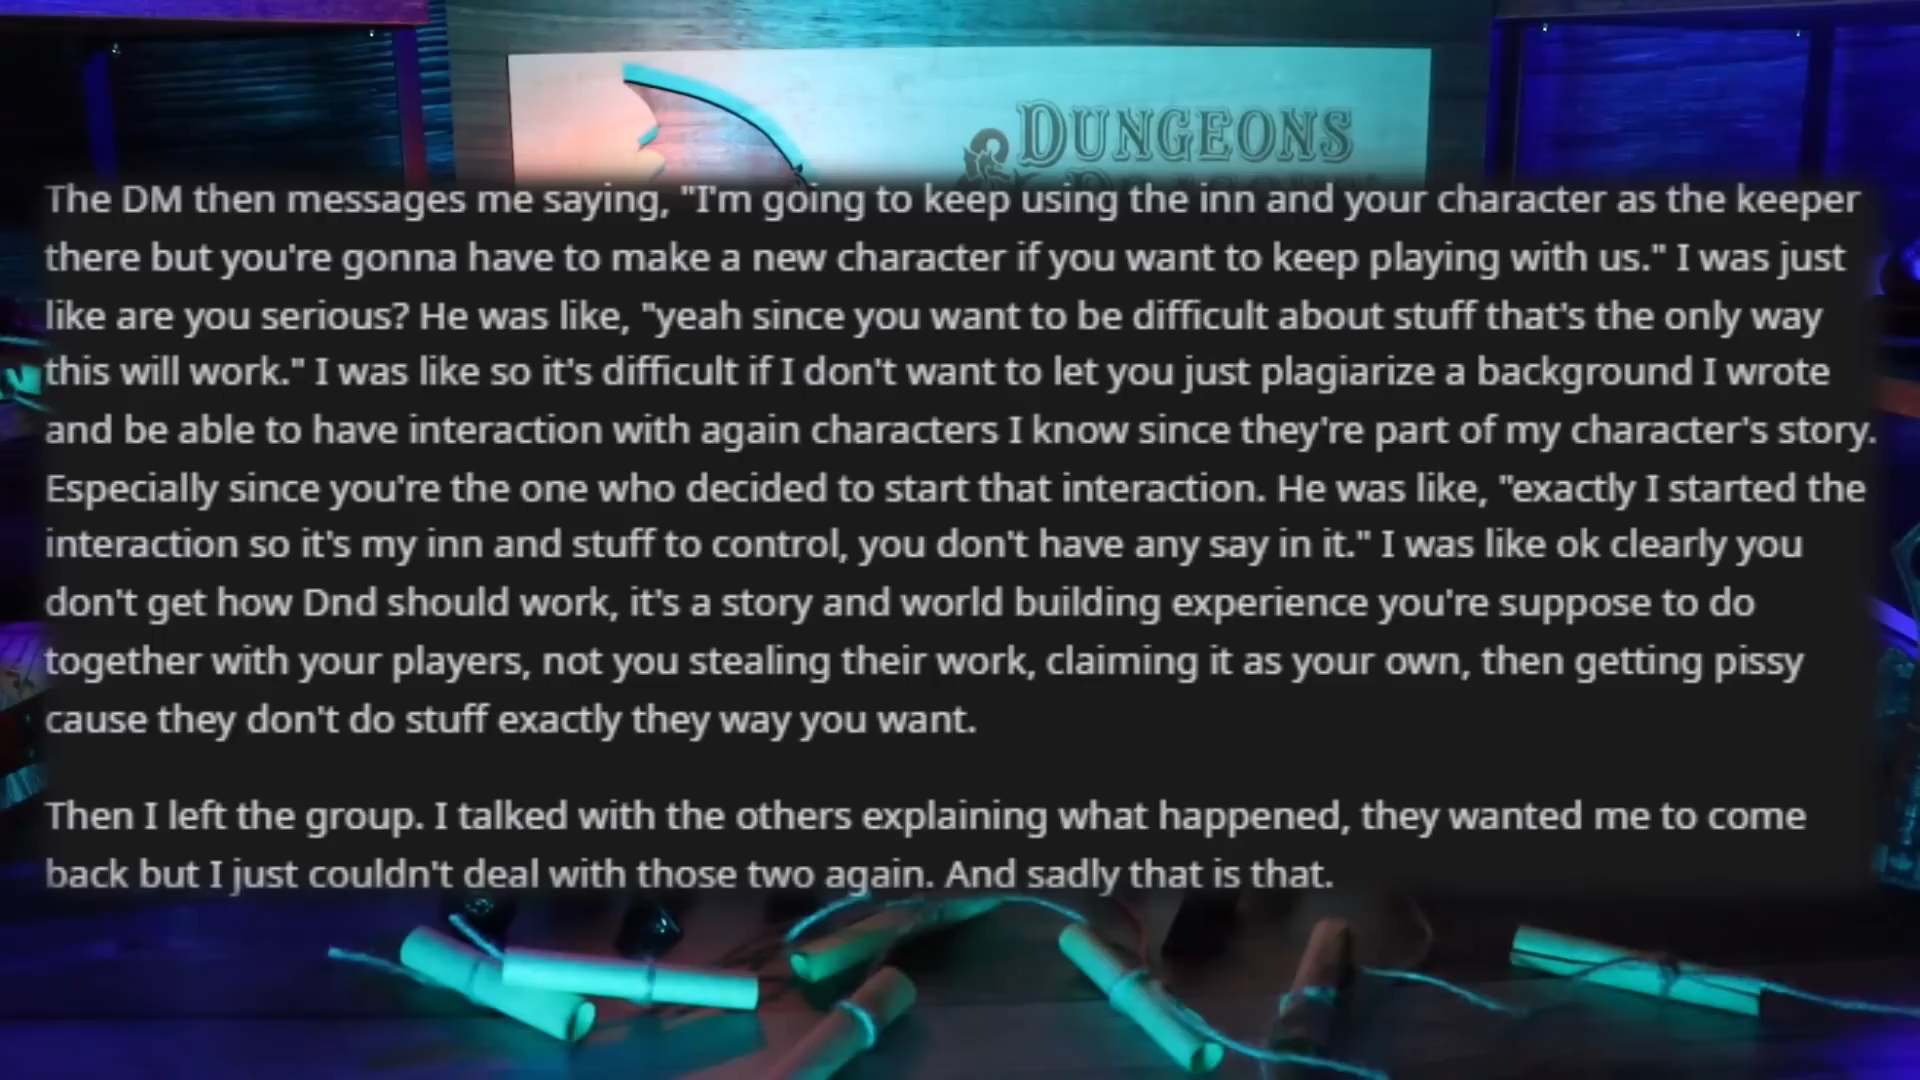 DUNGEONS
The DM then messages me saying, "I'm going to keep using the inn and your character as the keeper
there but you're gonna have to make a new character if you want to keep playing with us." I was just
like are you serious? He was like, "yeah since you want to be difficult about stuff that's the only way
this will work." I was like so it's difficult if I don't want to let you just plagiarize a background I wrote
and be able to have interaction with again characters I know since they're part of my character's story.
Especially since you're the one who decided to start that interaction. He was like, "exactly I started the
interaction so it's my inn and stuff to control, you don't have any say in it." I was like ok clearly you
don't get how Dnd should work, it's a story and world building experience you're suppose to do
together with your players, not you stealing their work, claiming it as your own, then getting pissy
cause they don't do stuff exactly they way you want.
Then I left the group. I talked with the others explaining what happened, they wanted me to come
back but I just couldn't deal with those two again. And sadly that is that.